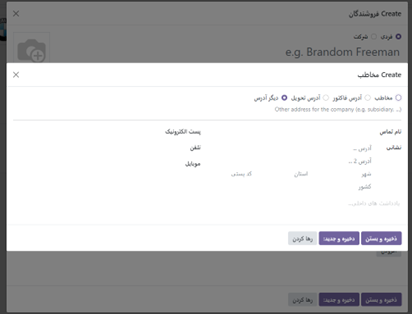 Create فروشندگان
فردی شرکت
e.g. Brandom Freeman
Create مخاطب
مخاطب آدرس فاکتور آدرس تحویل دیگر آدرس
Other address for the company (e.g. subsidiary, ...)
نام تماس
پست الکترونیک
نشانی
آدرس ...
تلفن
آدرس 2...
موبایل
شهر استان کد پستی
کشور
یادداشت های داخلی...
ذخیره و بستن ذخیره و جدید: رها کردن
ذخیره و بستن ذخیره و جدید: رها کردن